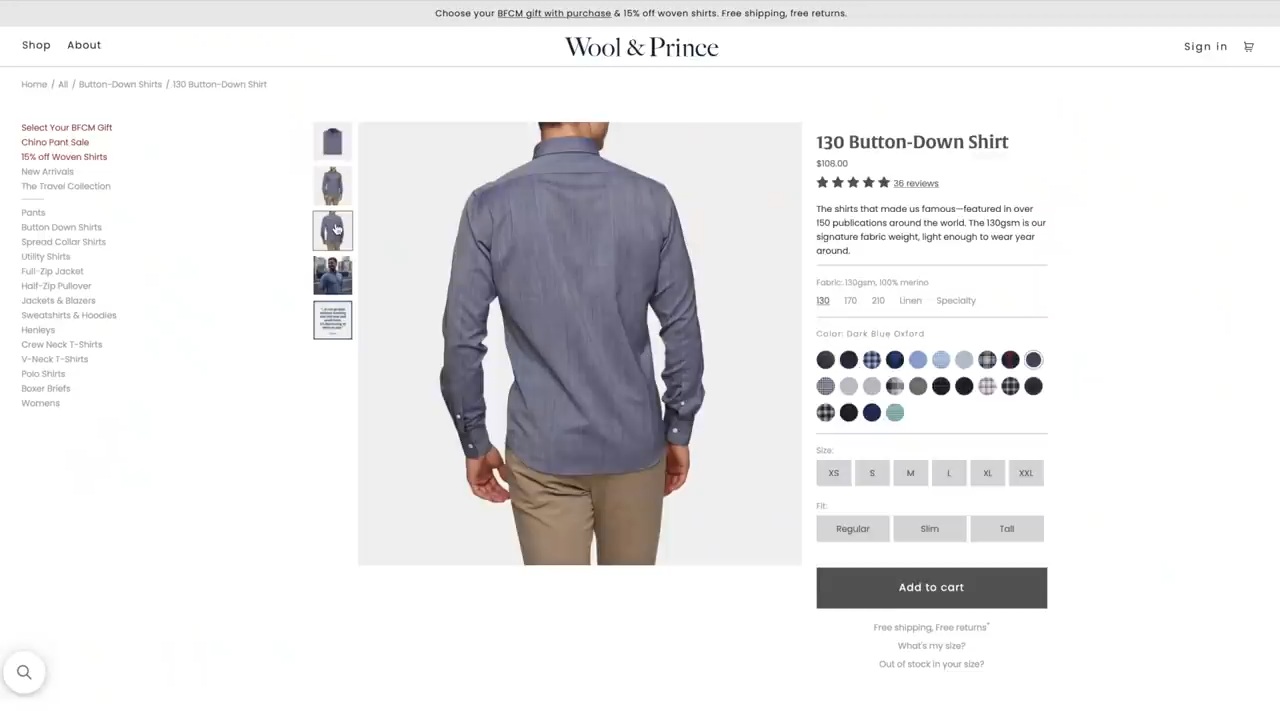 Choose your BFCM gift with purchase & 15% off woven shirts. Free shipping, free returns.
Shop About
Wool & Prince
Sign in
Home / All / Button-Down Shirts / 130 Button-Down Shirt
Select Your BFCM Gift
Chino Pant Sale
15% off Woven Shirts
New Arrivals
The Travel Collection
Pants
Button Down Shirts
Spread Collar Shirts
Utility Shirts
Full-Zip Jacket
Half-Zip Pullover
Jackets & Blazers
Sweatshirts & Hoodies
Henleys
Crew Neck T-Shirts
V-Neck T-Shirts
Polo Shirts
Boxer Briefs
Womens
130 Button-Down Shirt
$108.00
36 reviews
The shirts that made us famous—featured in over
150 publications around the world. The 130gsm is our
signature fabric weight, light enough to wear year
around.
Fabric: 130gsm, 100% merino
130 170 210 Linen Specialty
Color: Dark Blue Oxford
Size:
XS S M L XL XXL
Fit:
Regular Slim Tall
Add to cart
Free shipping, Free returns*
What's my size?
Out of stock in your size?